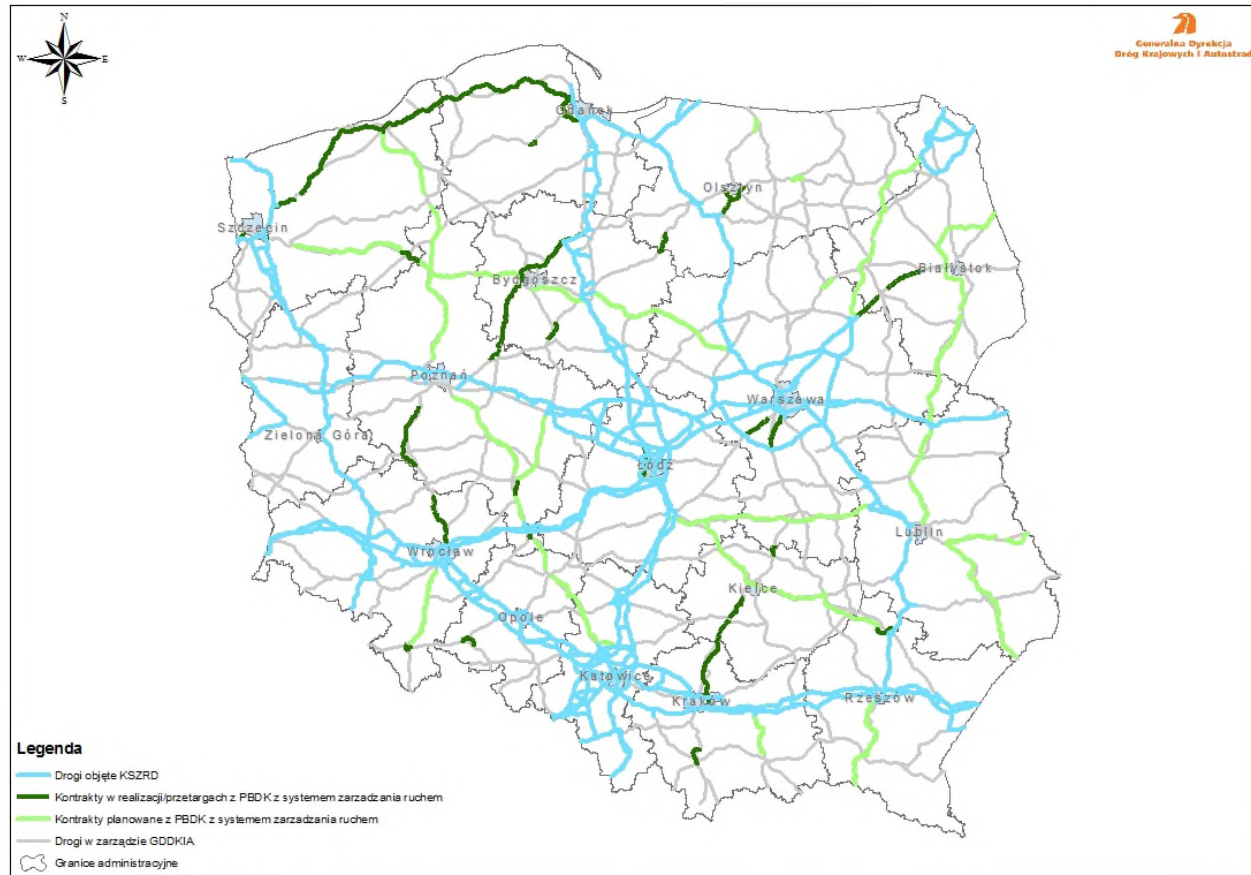 N
W
E
S
Generalna Dyrekcja
Dróg Krajowych i Autostrad
Gdańsk
Olsztyn
Szczecin
Białystok
Bydgoszcz
Poznań
Warszawa
Zielona Góra
Łódź
Lublin
Wrocław
Kielce
Opole
Katowice
Kraków
Rzeszów
Legenda
Drogi objęte KSZRD
Kontrakty w realizacji/przetargach z PBDK z systemem zarzadzania ruchem
Kontrakty planowane z PBDK z systemem zarzadzania ruchem
Drogi w zarządzie GDDKIA
Granice administracyjne